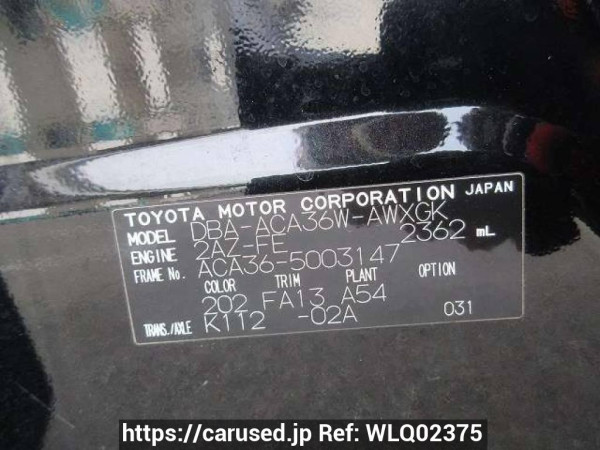 TOYOTA MOTOR CORPORATION JAPAN
MODEL DBA-ACA36W-AWXGK
ENGINE 2AZ-FE 2362 mL
FRAME No. ACA36-5003147
COLOR TRIM PLANT OPTION
202 FA13 A54
TRANS./AXLE K112 -02A 031
https://carused.jp Ref: WLQ02375